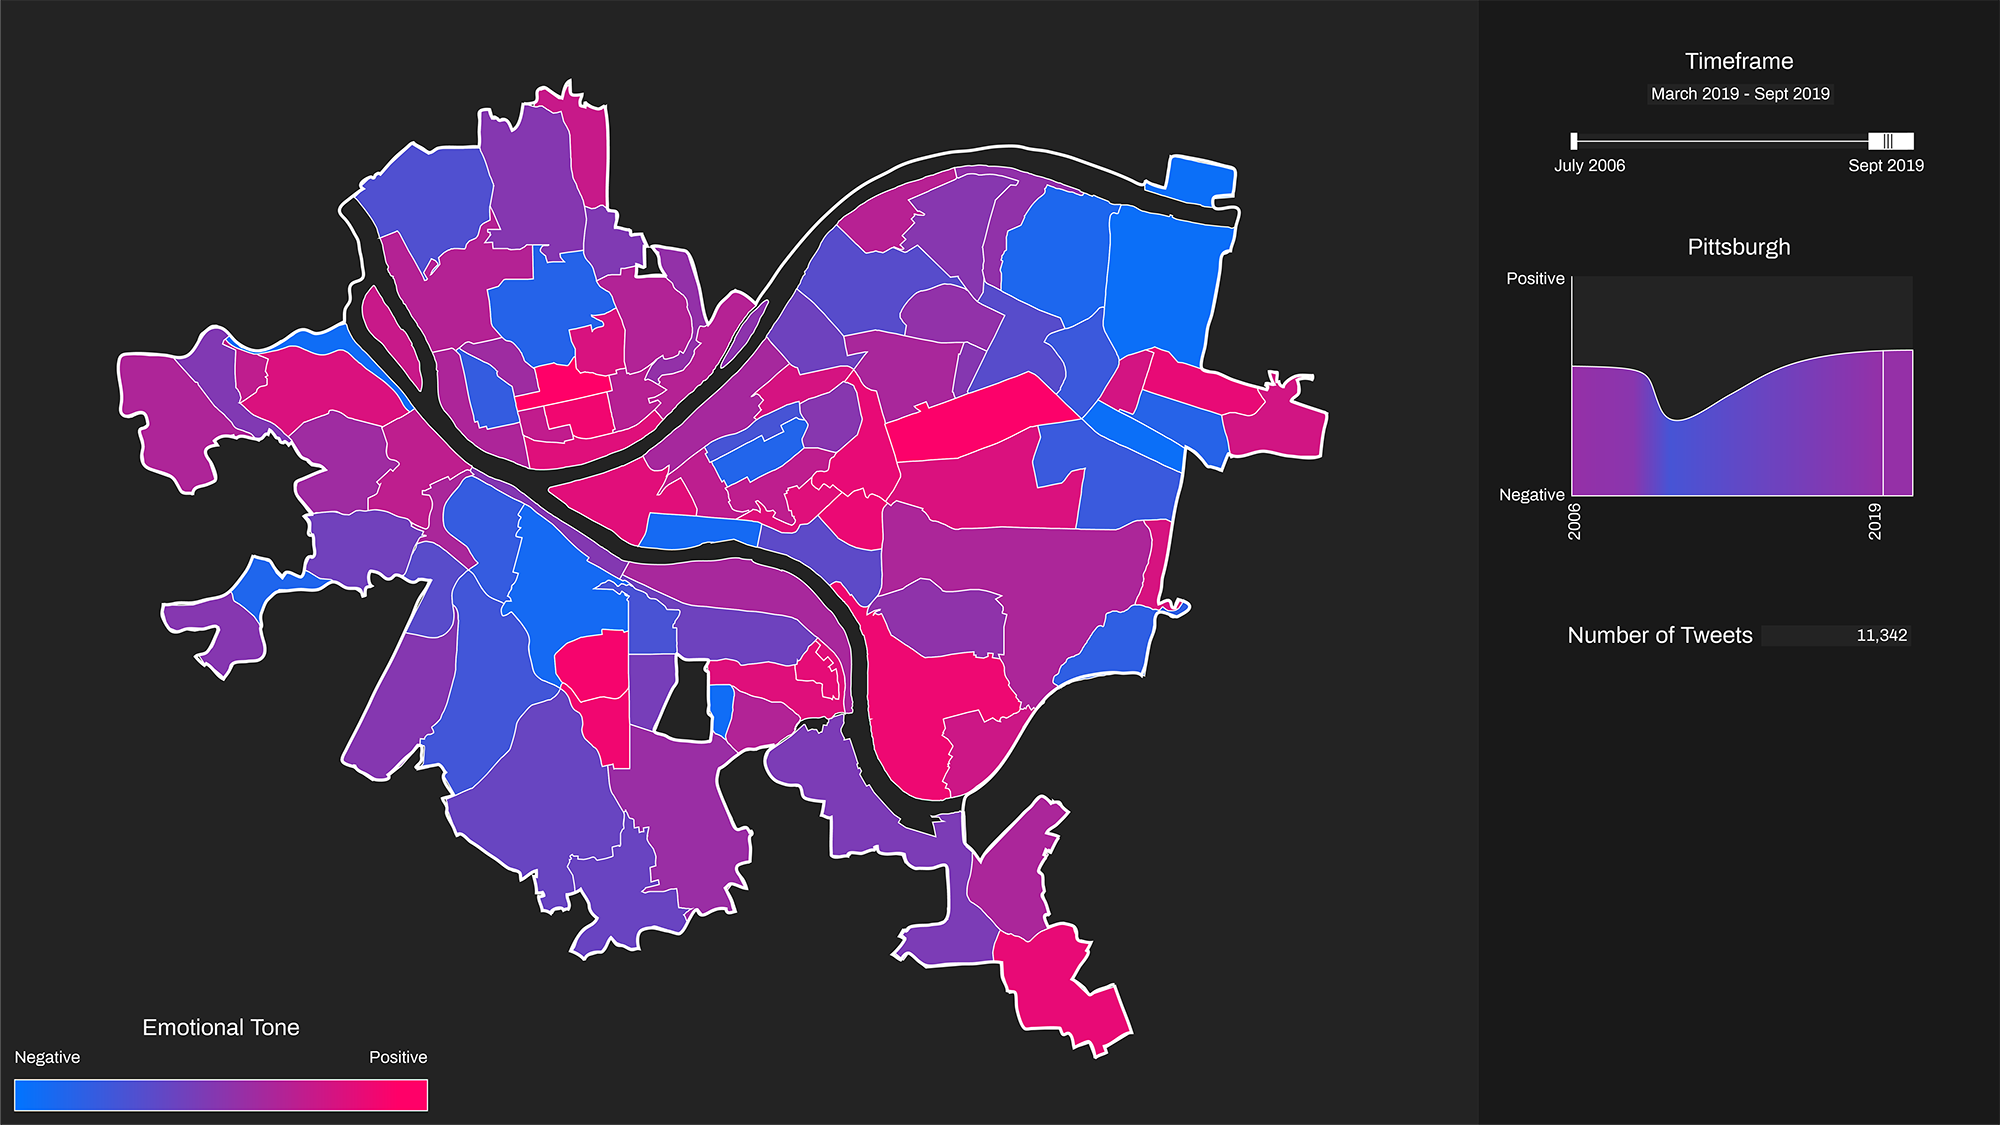 Timeframe
March 2019 - Sept 2019
July 2006
Sept 2019
Pittsburgh
Positive
Negative
2006
2019
Number of Tweets
11,342
Emotional Tone
Negative
Positive